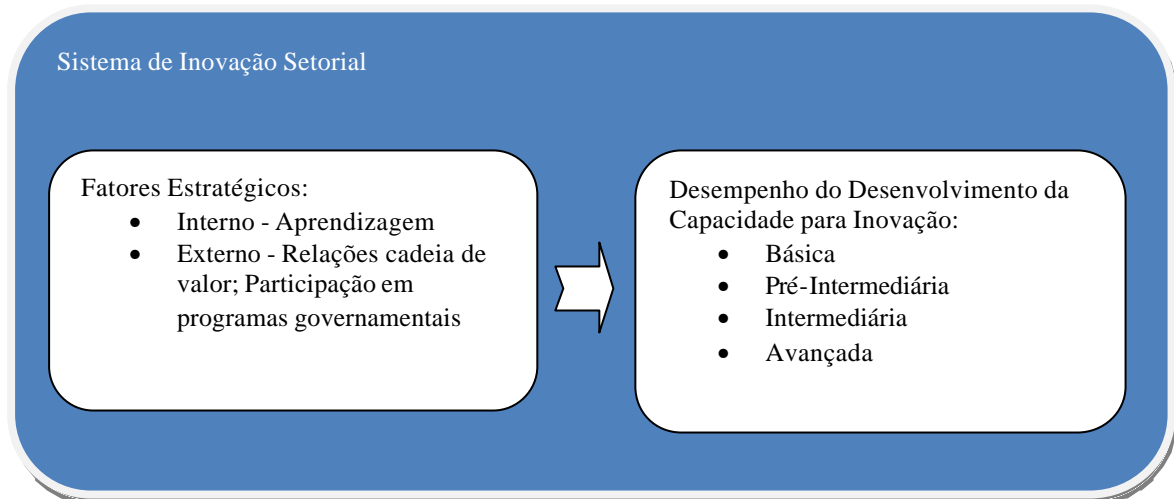 Sistema de Inovação Setorial
Fatores Estratégicos:
• Interno - Aprendizagem
• Externo - Relações cadeia de
valor; Participação em
programas governamentais
Desempenho do Desenvolvimento da
Capacidade para Inovação:
• Básica
• Pré-Intermediária
• Intermediária
• Avançada